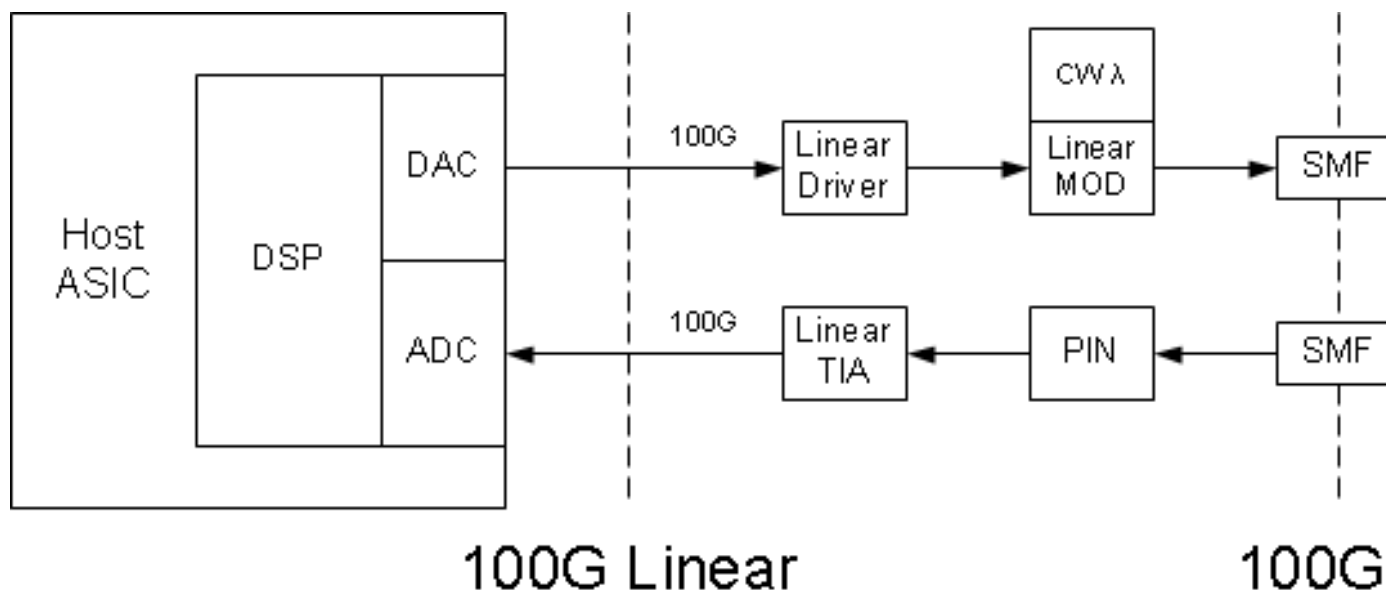 Host
ASIC
DSP
DAC
ADC
100G
Linear
Driver
CW λ
Linear
MOD
SMF
100G
Linear
TIA
PIN
SMF
100G Linear
100G